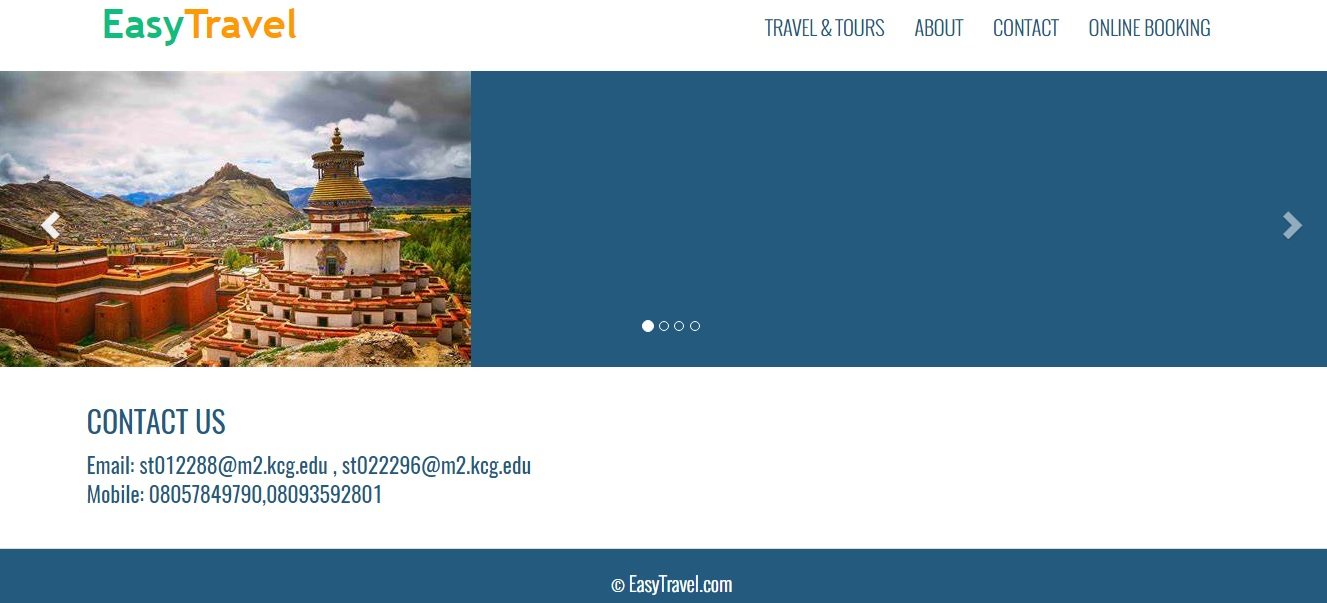 EasyTravel
TRAVEL & TOURS ABOUT CONTACT ONLINE BOOKING
CONTACT US
Email: st012288@m2.kcg.edu , st022296@m2.kcg.edu
Mobile: 08057849790,08093592801
© EasyTravel.com